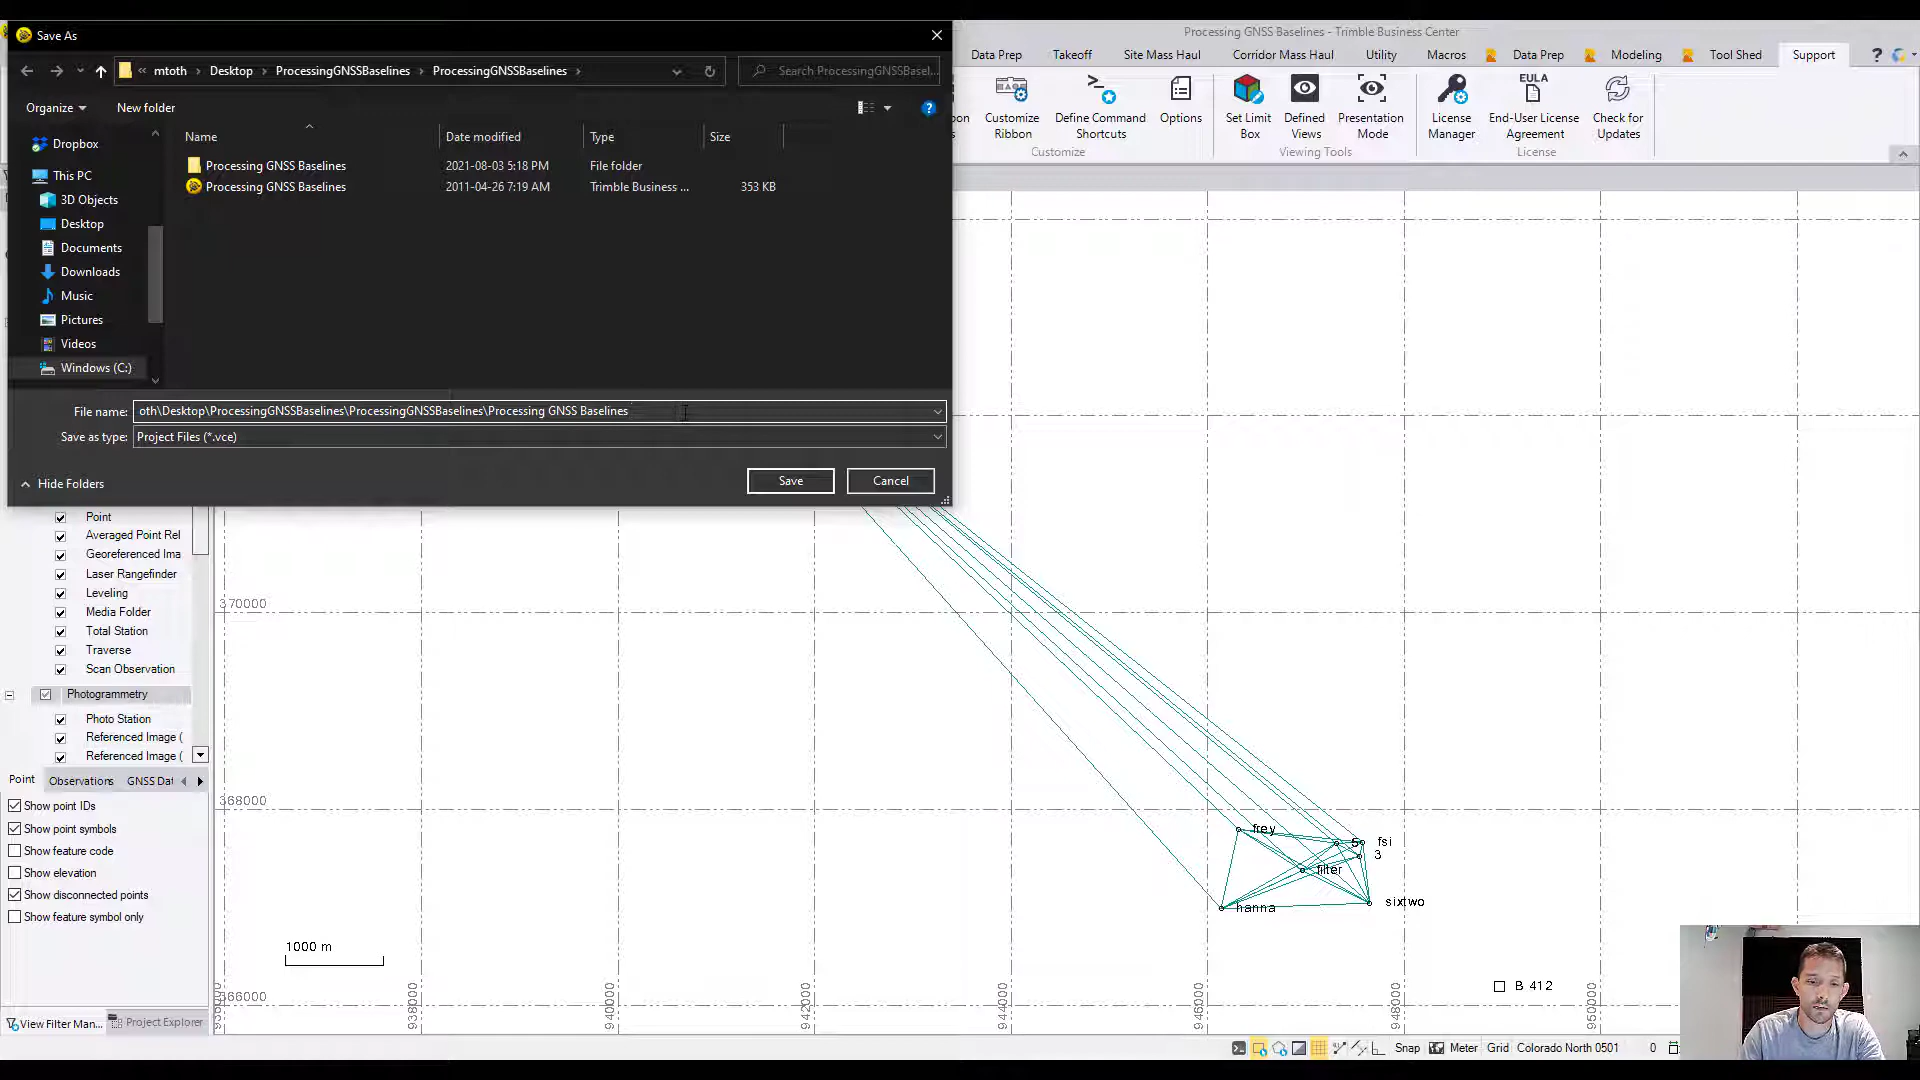 Save As
Processing GNSS Baselines - Trimble Business Center
mtoth Desktop ProcessingGNSSBaselines ProcessingGNSSBaselines
Search ProcessingGNSSBasel...
Data Prep Takeoff Site Mass Haul Corridor Mass Haul Utility Macros Data Prep Modeling Tool Shed Support
Organize New folder
Customize Ribbon
Define Command Shortcuts
Options
Set Limit Box
Defined Views
Presentation Mode
License Manager
EULA
End-User License Agreement
Check for Updates
Customize
Viewing Tools
License
Name Date modified Type Size
Processing GNSS Baselines 2021-08-03 5:18 PM File folder
Processing GNSS Baselines 2011-04-26 7:19 AM Trimble Business ... 353 KB
Dropbox
This PC
3D Objects
Desktop
Documents
Downloads
Music
Pictures
Videos
Windows (C:)
File name: oth\Desktop\ProcessingGNSSBaselines\ProcessingGNSSBaselines\Processing GNSS Baselines
Save as type: Project Files (*.vce)
Hide Folders
Save
Cancel
Point
Averaged Point Rel
Georeferenced Ima
Laser Rangefinder
Leveling
Media Folder
Total Station
Traverse
Scan Observation
Photogrammetry
Photo Station
Referenced Image (
Referenced Image (
Point Observations GNSS Dat
Show point IDs
Show point symbols
Show feature code
Show elevation
Show disconnected points
Show feature symbol only
View Filter Man... Project Explorer
370000
368000
366000
1000 m
938000
940000
942000
944000
946000
948000
950000
frey
5
fsi
3
filter
sixtwo
hanna
B 412
Snap Meter Grid Colorado North 0501 0